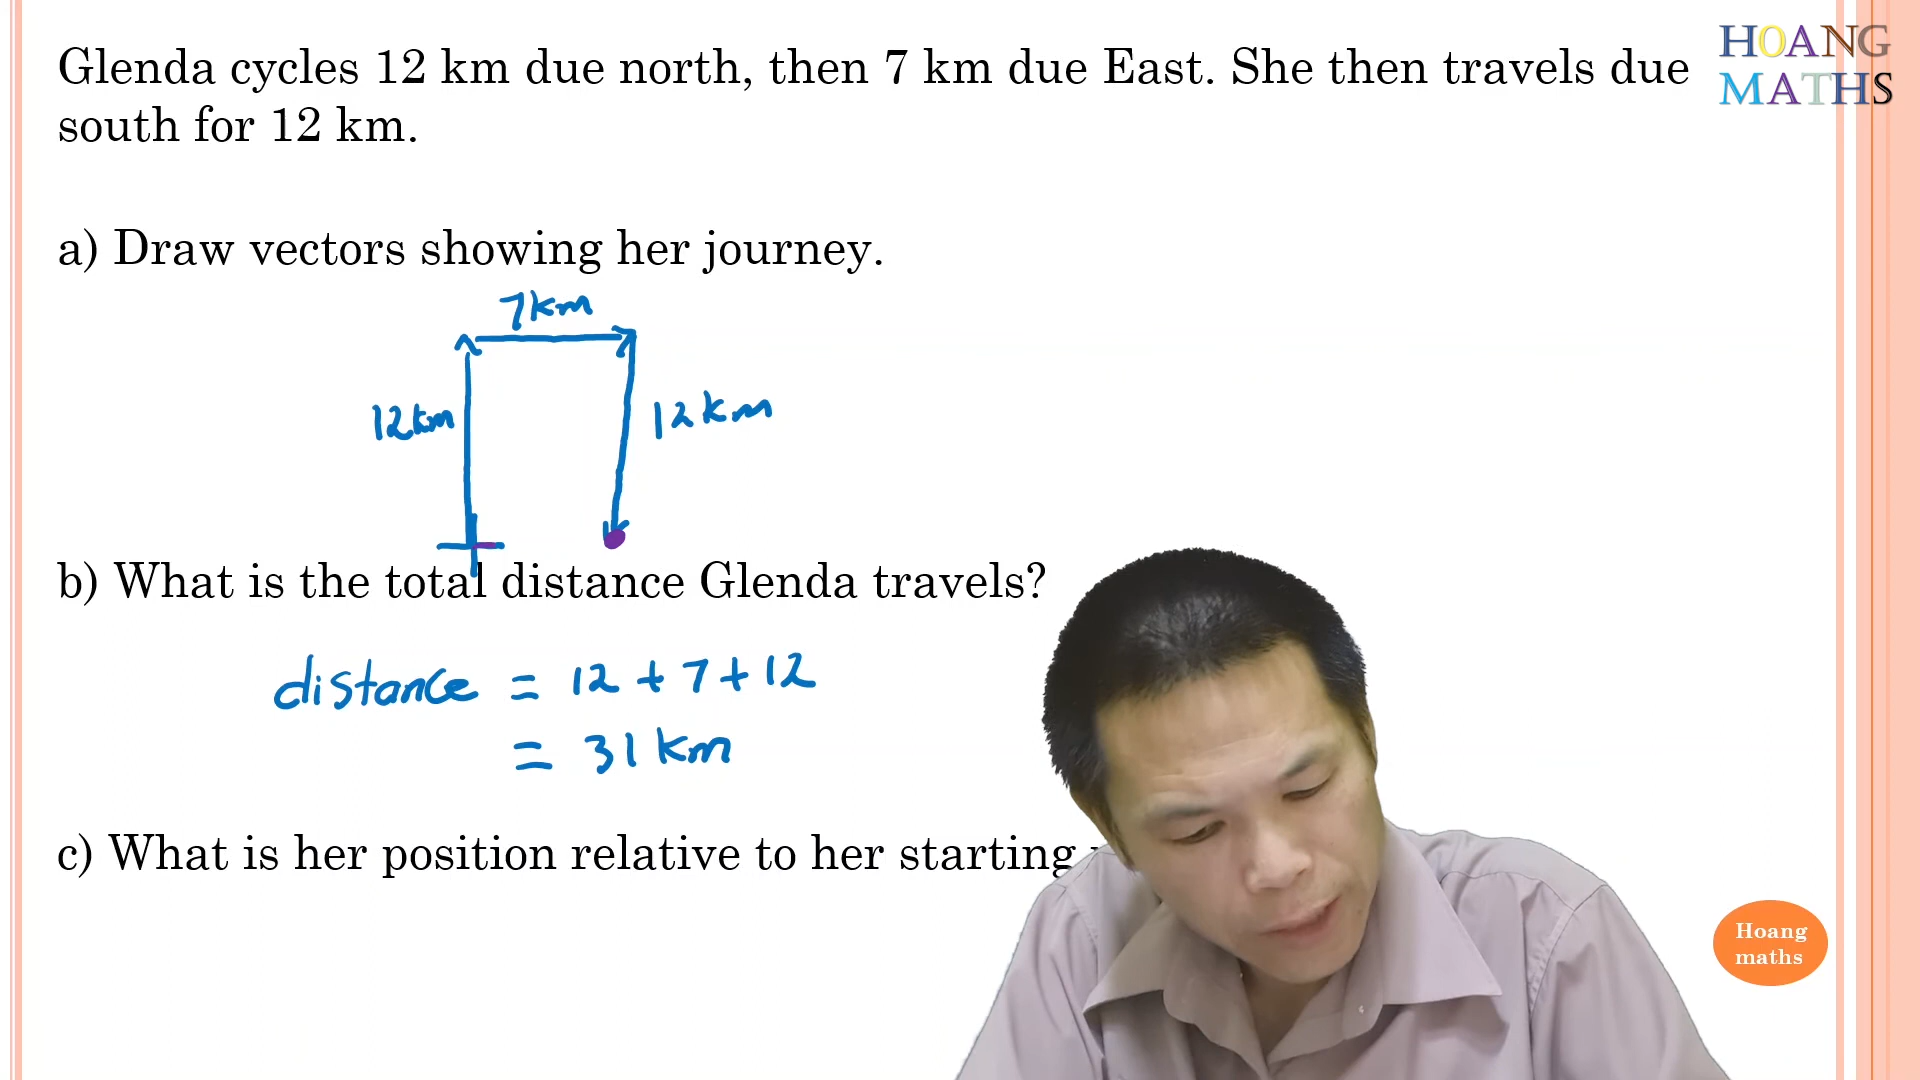 Glenda cycles 12 km due north, then 7 km due East. She then travels due
south for 12 km.
HOANG
MATHS
a) Draw vectors showing her journey.
7km
12km
12km
b) What is the total distance Glenda travels?
distance = 12 + 7 + 12
= 31 km
c) What is her position relative to her starting
Hoang
maths